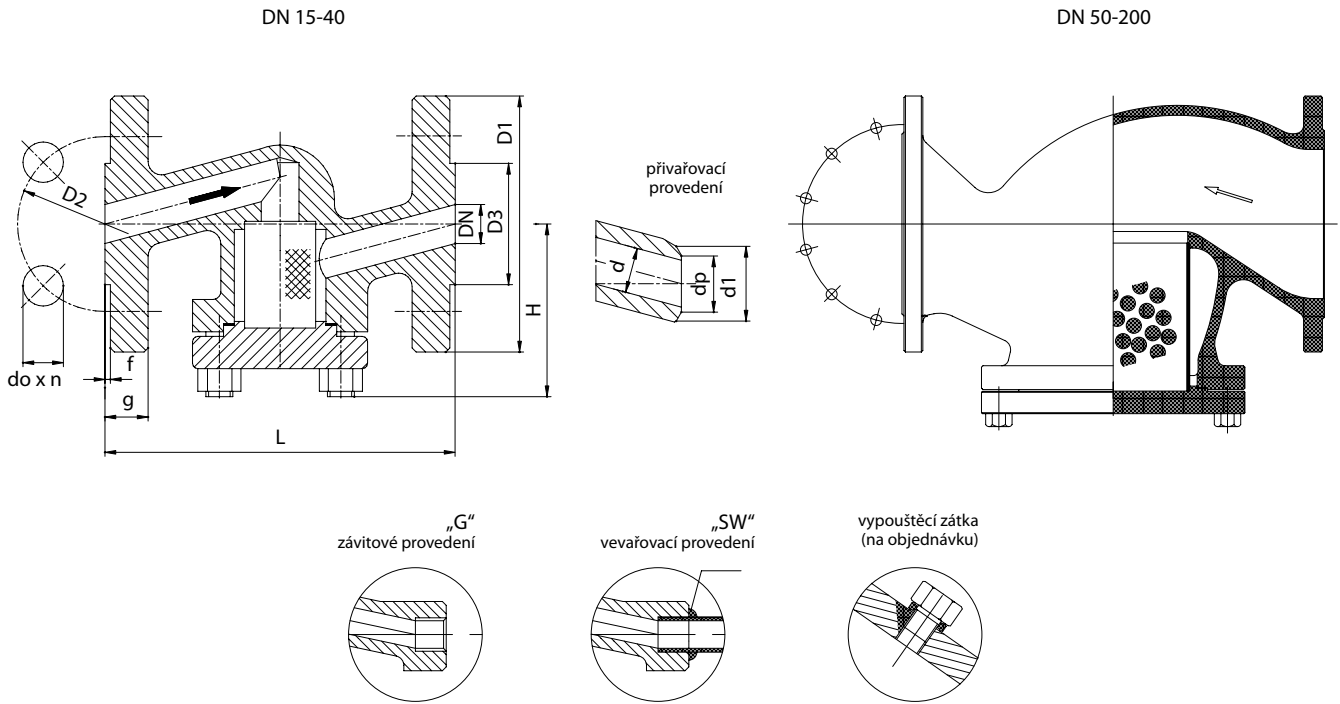 DN 15-40
DN 50-200
D1
D2
DN
D3
H
f
do x n
g
L
přivařovací
provedení
d
dp
d1
„G“
závitové provedení
„SW“
vevařovací provedení
vypouštěcí zátka
(na objednávku)